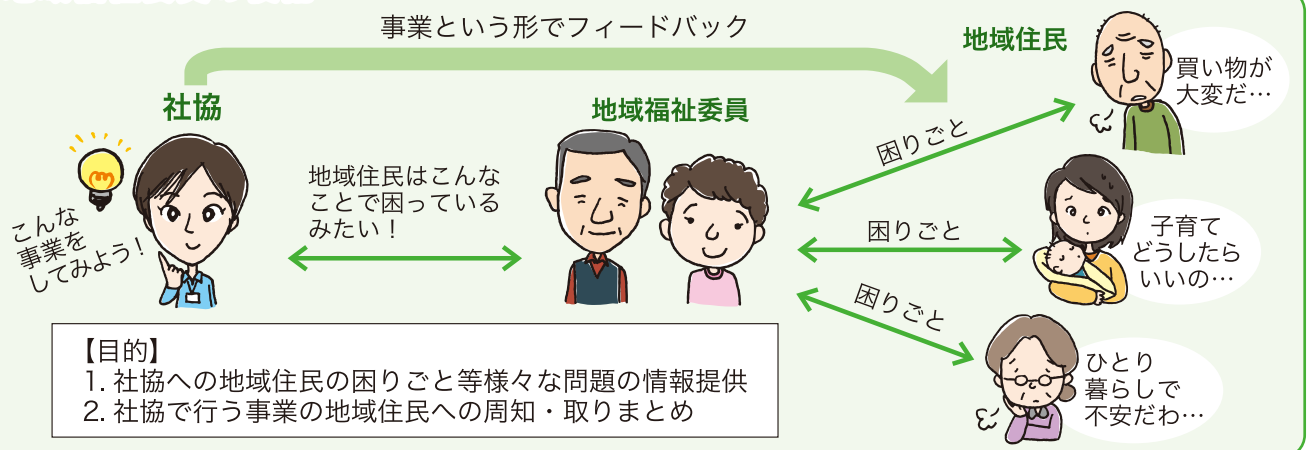 事業という形でフィードバック
地域住民
社協
地域福祉委員
買い物が
大変だ…
こんな
事業を
してみよう！
地域住民はこんな
ことで困っている
みたい！
困りごと
困りごと
困りごと
子育て
どうしたら
いいの…
ひとり
暮らしで
不安だわ…
【目的】
1. 社協への地域住民の困りごと等様々な問題の情報提供
2. 社協で行う事業の地域住民への周知・取りまとめ